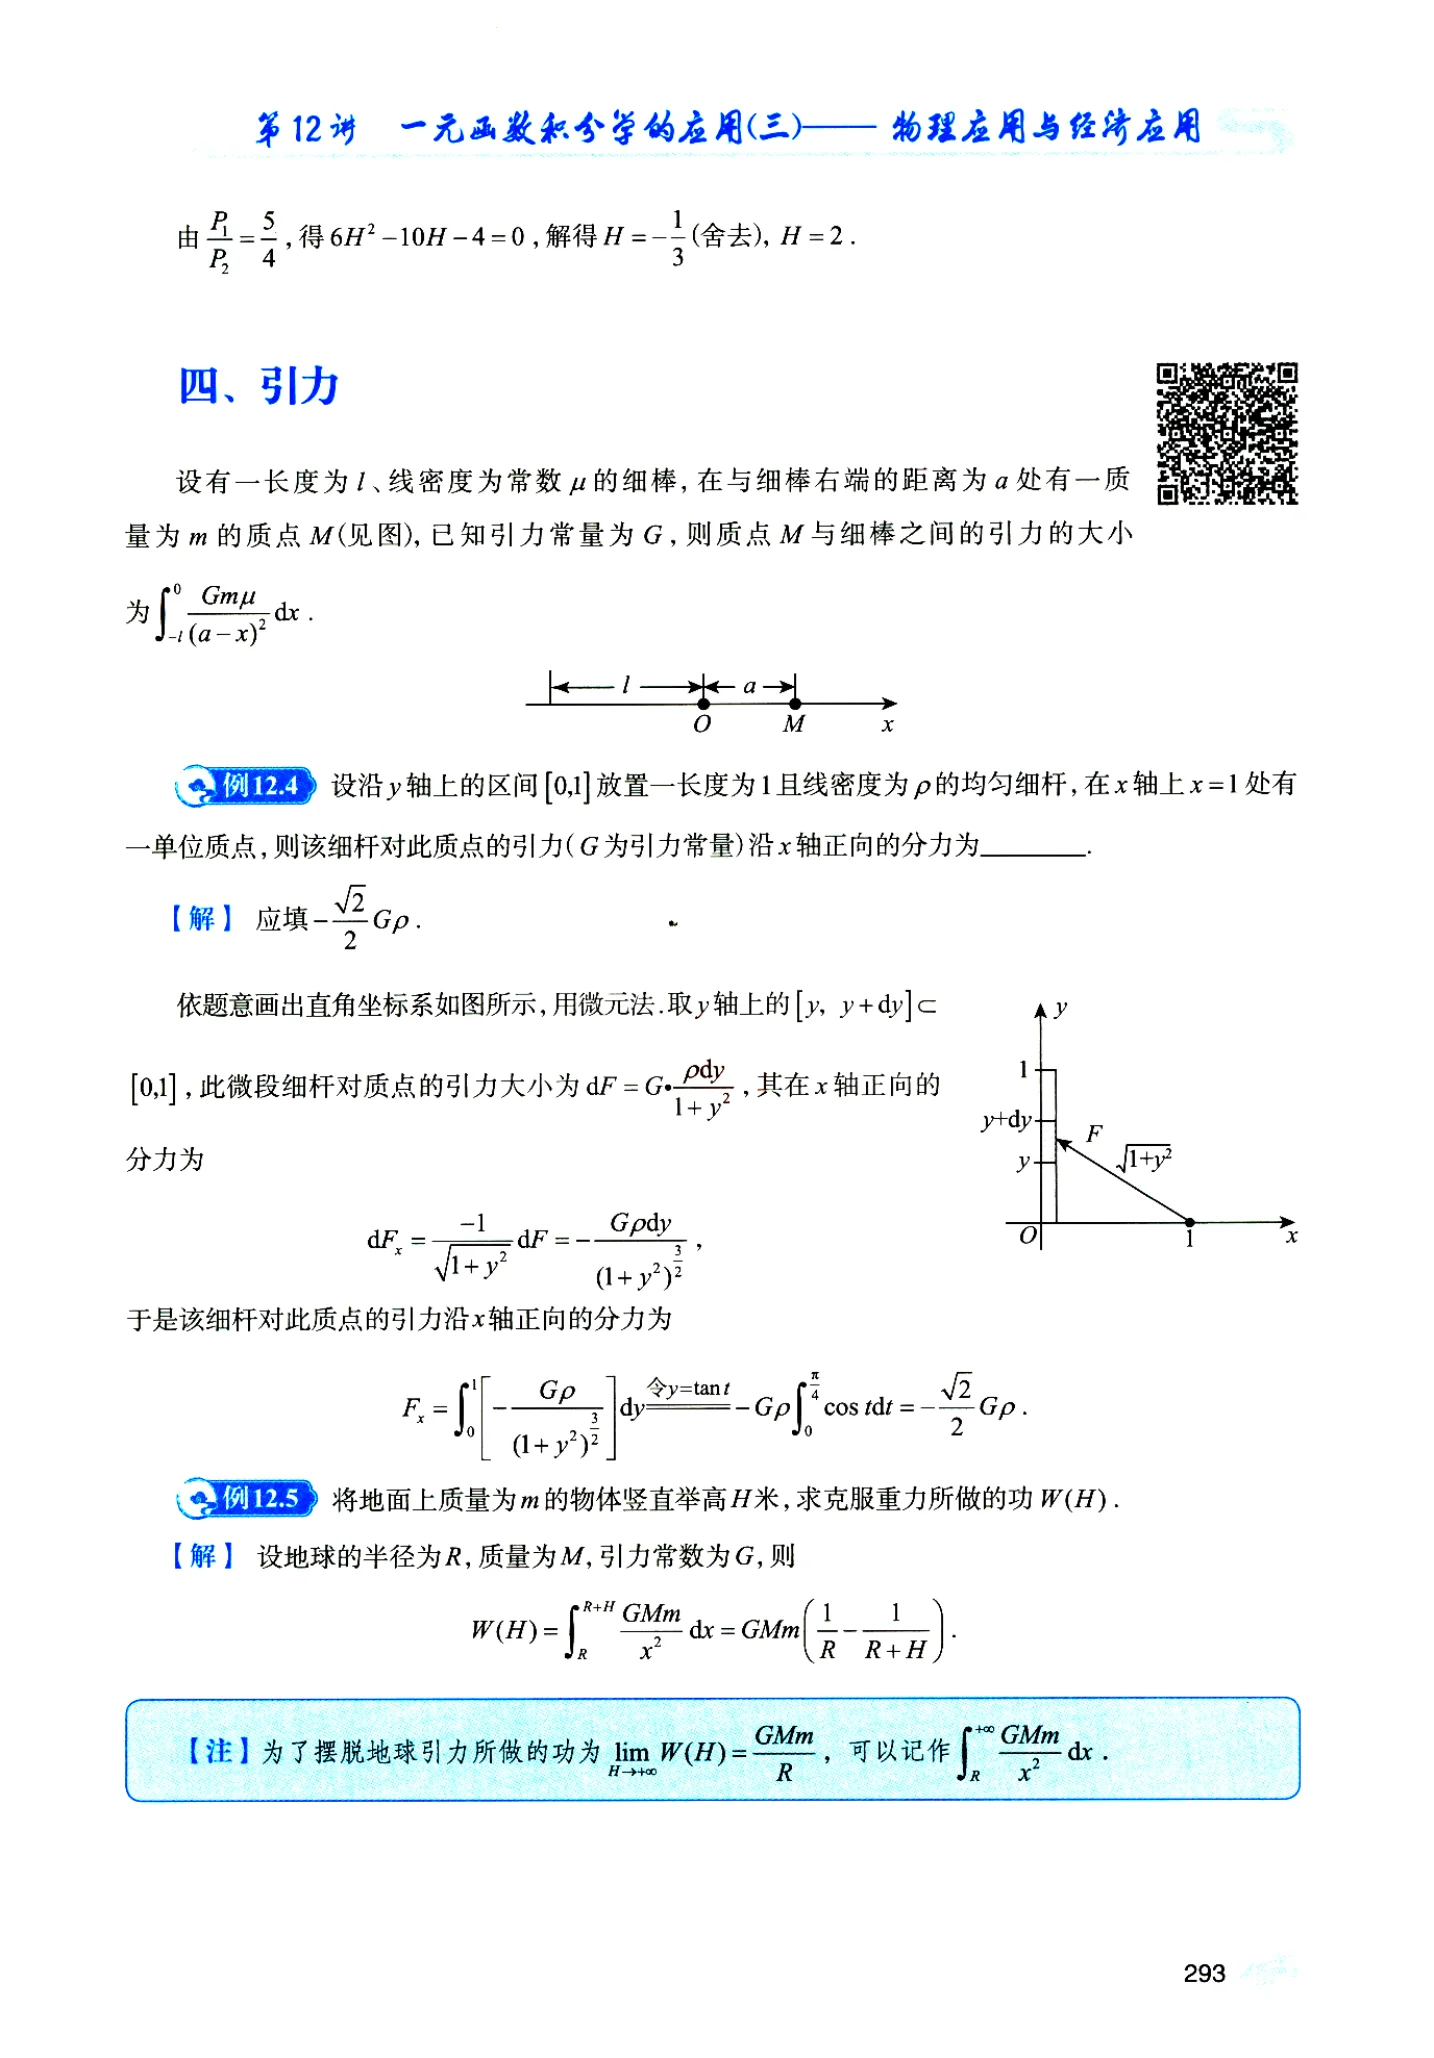 第12讲 一元函数积分学的应用(三)—— 物理应用与经济应用
由 $\frac{P_1}{P_2}=\frac{5}{4}$,得 $6H^2-10H-4=0$,解得 $H=-\frac{1}{3}$(舍去), $H=2$.
四、引力
设有一长度为 l、线密度为常数 μ 的细棒,在与细棒右端的距离为 a 处有一质
量为 m 的质点 M(见图),已知引力常量为 G,则质点 M 与细棒之间的引力的大小
为 $\int_{-l}^{0}\frac{Gm\mu}{(a-x)^2}\mathrm{d}x$.
l a
O M x
例12.4 设沿 y 轴上的区间 [0,1] 放置一长度为 1 且线密度为 ρ 的均匀细杆,在 x 轴上 x=1 处有
一单位质点,则该细杆对此质点的引力(G 为引力常量)沿 x 轴正向的分力为________.
【解】 应填 $-\frac{\sqrt{2}}{2}G\rho$.
依题意画出直角坐标系如图所示,用微元法.取 y 轴上的 [y, y+dy]⊂
[0,1],此微段细杆对质点的引力大小为 $\mathrm{d}F=G\cdot\frac{\rho\mathrm{d}y}{1+y^2}$,其在 x 轴正向的
分力为
$\mathrm{d}F_x=\frac{-1}{\sqrt{1+y^2}}\mathrm{d}F=-\frac{G\rho\mathrm{d}y}{(1+y^2)^{\frac{3}{2}}}$,
y
1
y+dy
F
y
$\sqrt{1+y^2}$
O 1 x
于是该细杆对此质点的引力沿 x 轴正向的分力为
$F_x=\int_0^1\left[-\frac{G\rho}{(1+y^2)^{\frac{3}{2}}}\right]\mathrm{d}y\overset{令y=\tan t}{=}-G\rho\int_0^{\frac{\pi}{4}}\cos t\mathrm{d}t=-\frac{\sqrt{2}}{2}G\rho$.
例12.5 将地面上质量为 m 的物体竖直举高 H 米,求克服重力所做的功 W(H).
【解】 设地球的半径为 R,质量为 M,引力常数为 G,则
$W(H)=\int_R^{R+H}\frac{GMm}{x^2}\mathrm{d}x=GMm\left(\frac{1}{R}-\frac{1}{R+H}\right)$.
【注】为了摆脱地球引力所做的功为 $\lim_{H\to+\infty}W(H)=\frac{GMm}{R}$,可以记作 $\int_R^{+\infty}\frac{GMm}{x^2}\mathrm{d}x$.
293